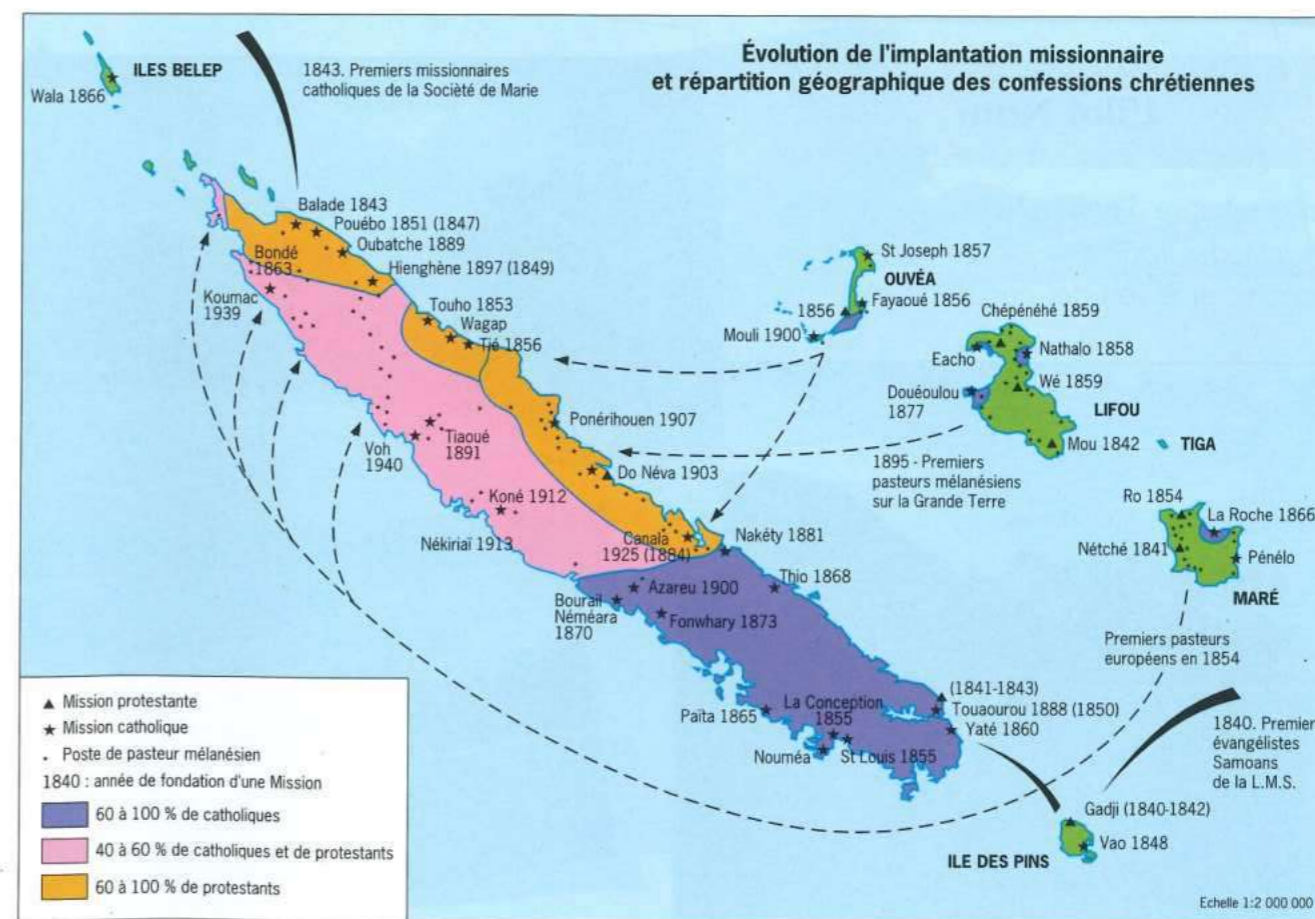 Évolution de l'implantation missionnaire
et répartition géographique des confessions chrétiennes
ILES BELEP
Wala 1866
1843. Premiers missionnaires
catholiques de la Socièté de Marie
Balade 1843
Pouébo 1851 (1847)
Oubatche 1889
Bondé
1863
Hienghène 1897 (1849)
Koumac
1939
Touho 1853
Wagap
Tié 1856
St Joseph 1857
OUVÉA
1856
Fayaoué 1856
Mouli 1900
Chépénéhé 1859
Eacho
Nathalo 1858
Wé 1859
Douéoulou
1877
LIFOU
Mou 1842
TIGA
Ponérihouen 1907
Voh
1940
Tiaoué
1891
Do Néva 1903
1895 - Premiers
pasteurs mélanésiens
sur la Grande Terre
Koné 1912
Nékiriaï 1913
Canala
1925 (1884)
Nakéty 1881
Ro 1854
La Roche 1866
Nétché 1841
Pénélo
MARÉ
Azareu 1900
Thio 1868
Bourail
Néméara
1870
Fonwhary 1873
Premiers pasteurs
européens en 1854
La Conception
1855
Païta 1865
(1841-1843)
Touaourou 1888 (1850)
Yaté 1860
Nouméa
St Louis 1855
1840. Premier
évangélistes
Samoans
de la L.M.S.
Gadji (1840-1842)
Vao 1848
ILE DES PINS
Mission protestante
Mission catholique
Poste de pasteur mélanésien
1840 : année de fondation d'une Mission
60 à 100 % de catholiques
40 à 60 % de catholiques et de protestants
60 à 100 % de protestants
Echelle 1:2 000 000